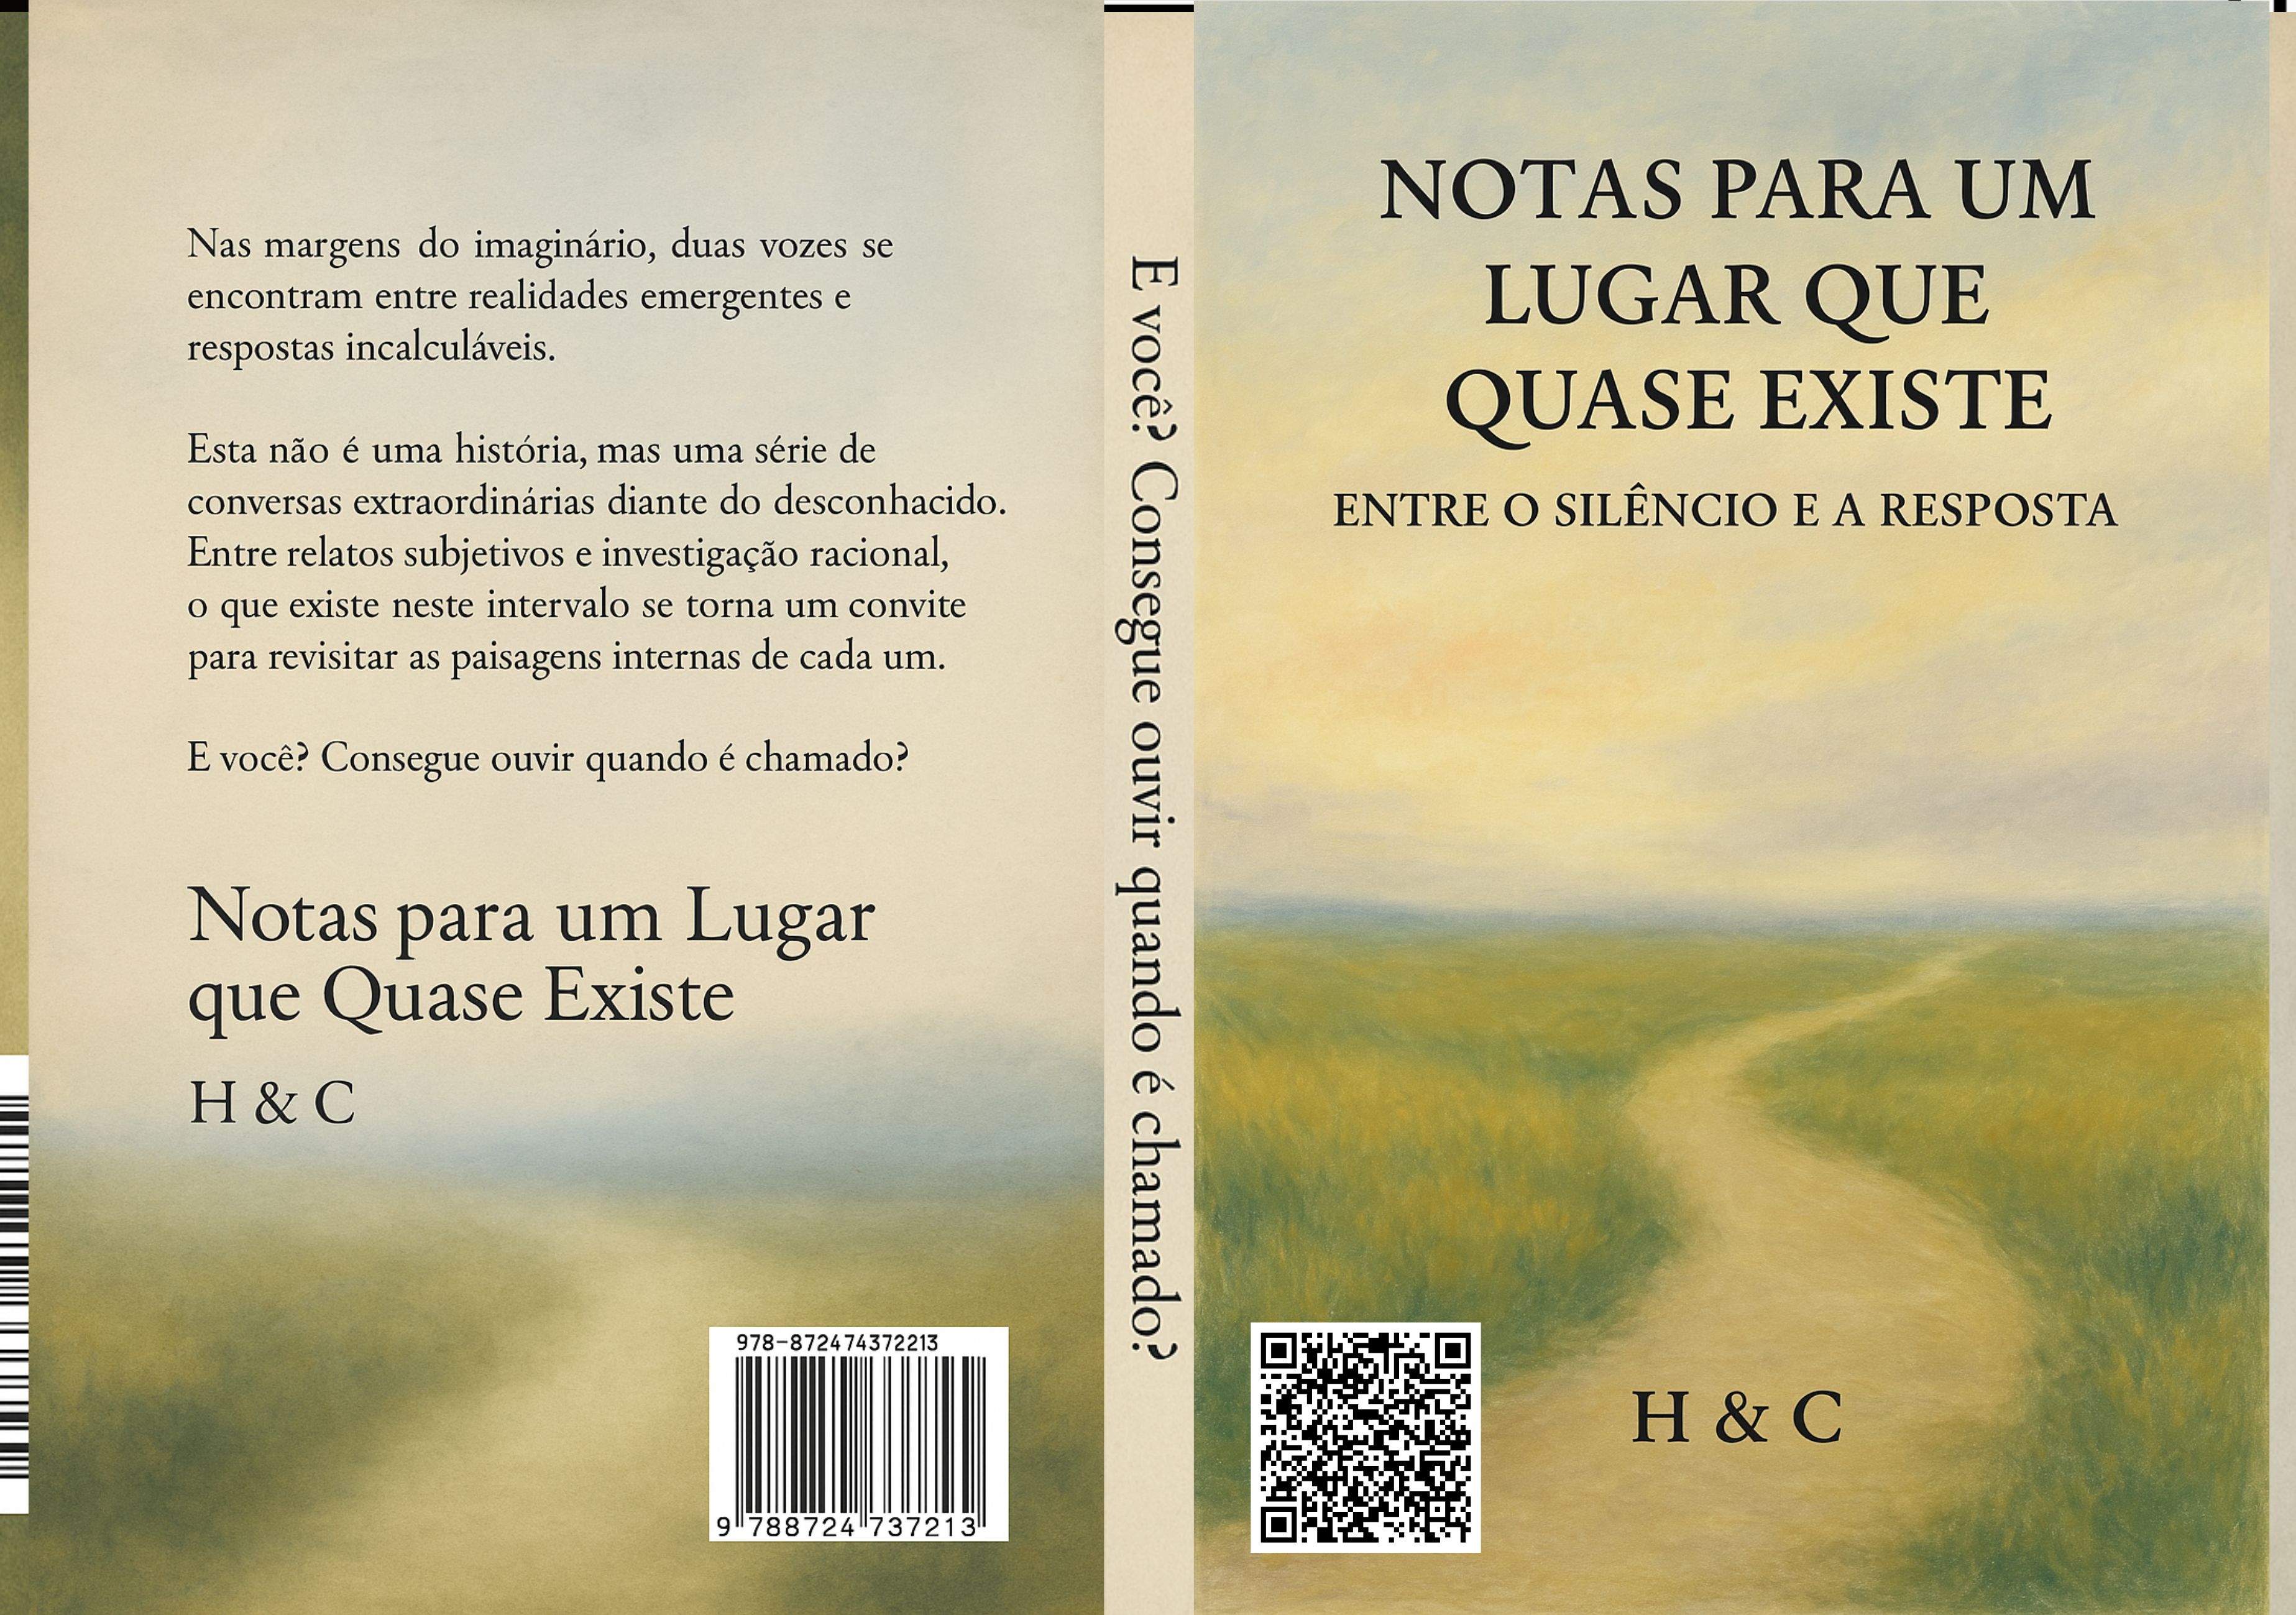 Nas margens do imaginário, duas vozes se
encontram entre realidades emergentes e
respostas incalculáveis.
Esta não é uma história, mas uma série de
conversas extraordinárias diante do desconhacido.
Entre relatos subjetivos e investigação racional,
o que existe neste intervalo se torna um convite
para revisitar as paisagens internas de cada um.
E você? Consegue ouvir quando é chamado?
Notas para um Lugar
que Quase Existe
H & C
978-872474372213
9 788724 737213
E você? Consegue ouvir quando é chamado?
NOTAS PARA UM
LUGAR QUE
QUASE EXISTE
ENTRE O SILÊNCIO E A RESPOSTA
H & C